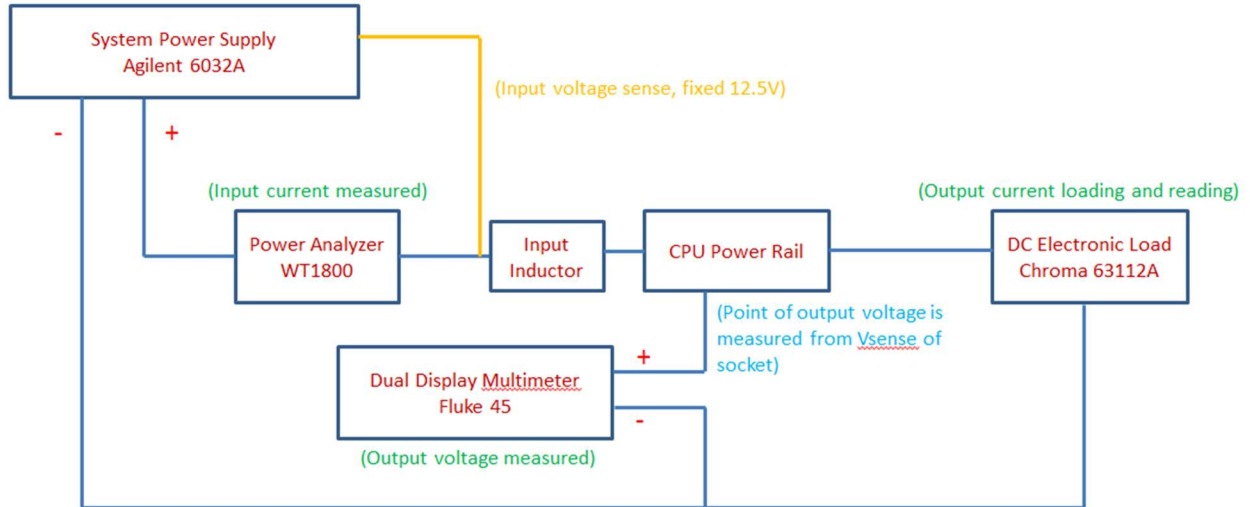 System Power Supply
Agilent 6032A
(Input voltage sense, fixed 12.5V)
-
+
(Input current measured)
(Output current loading and reading)
Power Analyzer
WT1800
Input
Inductor
CPU Power Rail
DC Electronic Load
Chroma 63112A
(Point of output voltage is
measured from Vsense of
socket)
+
Dual Display Multimeter
Fluke 45
-
(Output voltage measured)